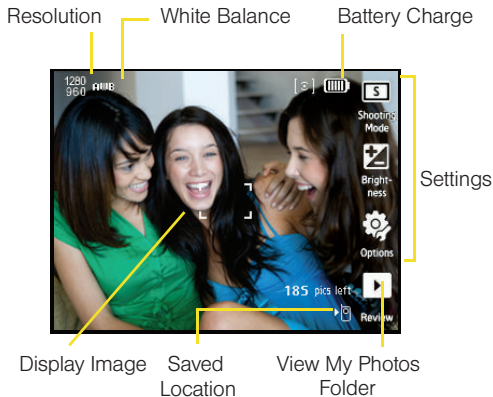 Resolution
White Balance
Battery Charge
1280
960
AWB
S
Shooting
Mode
Bright-
ness
Settings
Options
185 pics left
Review
Display Image
Saved
Location
View My Photos
Folder